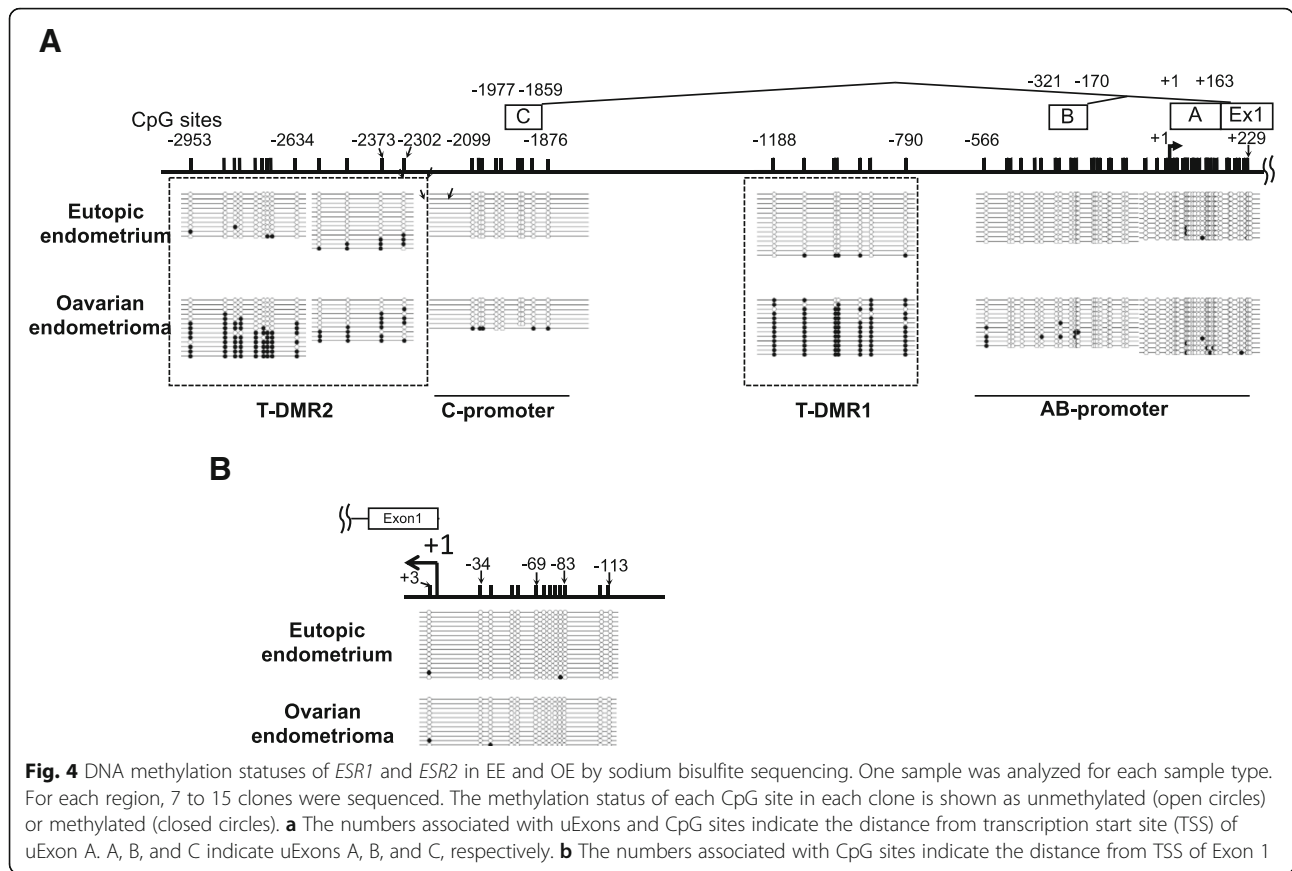 A
-1977 -1859 -321 -170 +1 +163
C B A Ex1
CpG sites
-2953 -2634 -2373 -2302 -2099 -1876 -1188 -790 -566 +1 +229
Eutopic
endometrium
Oavarian
endometrioma
T-DMR2 C-promoter T-DMR1 AB-promoter
B
Exon1
+1
+3 -34 -69 -83 -113
Eutopic
endometrium
Ovarian
endometrioma
Fig. 4 DNA methylation statuses of ESR1 and ESR2 in EE and OE by sodium bisulfite sequencing. One sample was analyzed for each sample type.
For each region, 7 to 15 clones were sequenced. The methylation status of each CpG site in each clone is shown as unmethylated (open circles)
or methylated (closed circles). a The numbers associated with uExons and CpG sites indicate the distance from transcription start site (TSS) of
uExon A. A, B, and C indicate uExons A, B, and C, respectively. b The numbers associated with CpG sites indicate the distance from TSS of Exon 1